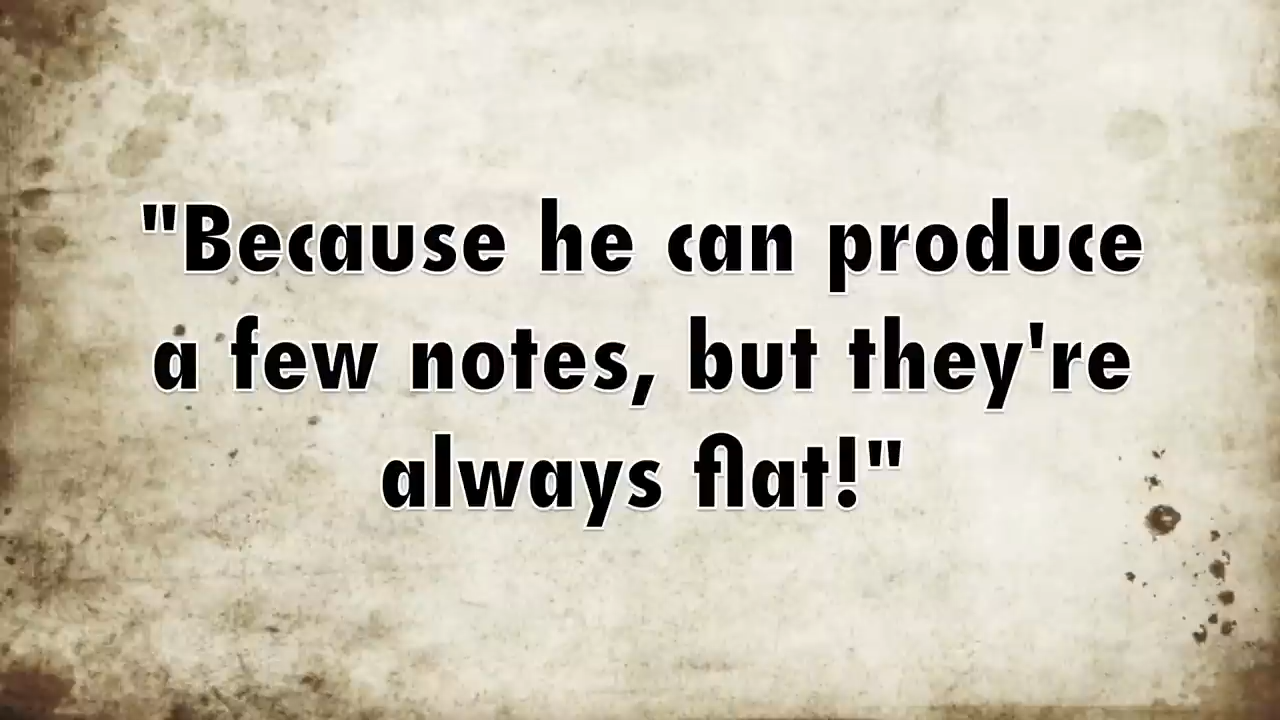 "Because he can produce
a few notes, but they're
always flat!"